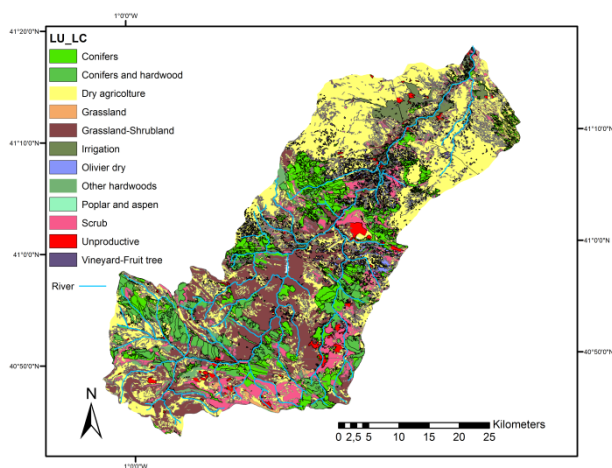 1°0'0"W
41°20'0"N
LU_LC
Conifers
Conifers and hardwood
Dry agriculture
Grassland
Grassland-Shrubland
Irrigation
Olivier dry
Other hardwoods
Poplar and aspen
Scrub
Unproductive
Vineyard-Fruit tree
River
41°10'0"N
41°10'0"N
41°0'0"N
41°0'0"N
40°50'0"N
40°50'0"N
N
Kilometers
0 2,5 5 10 15 20 25
1°0'0"W